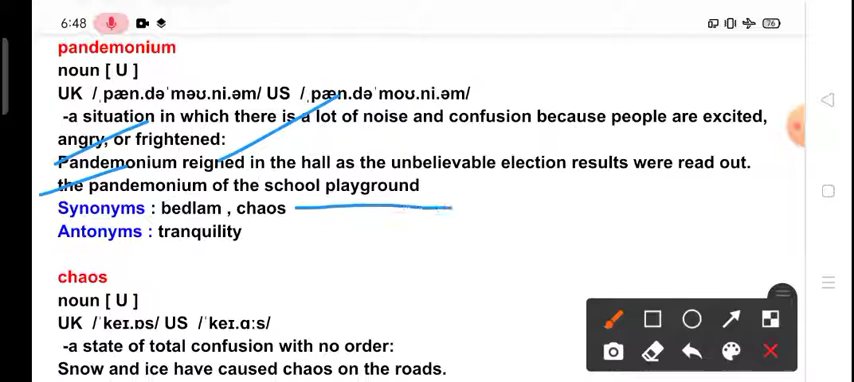 6:48
76
pandemonium
noun [ U ]
UK /ˌpæn.dəˈməʊ.ni.əm/ US /ˌpæn.dəˈmoʊ.ni.əm/
-a situation in which there is a lot of noise and confusion because people are excited,
angry, or frightened:
Pandemonium reigned in the hall as the unbelievable election results were read out.
the pandemonium of the school playground
Synonyms : bedlam , chaos
Antonyms : tranquility
chaos
noun [ U ]
UK /ˈkeɪ.ɒs/ US /ˈkeɪ.ɑːs/
-a state of total confusion with no order:
Snow and ice have caused chaos on the roads.